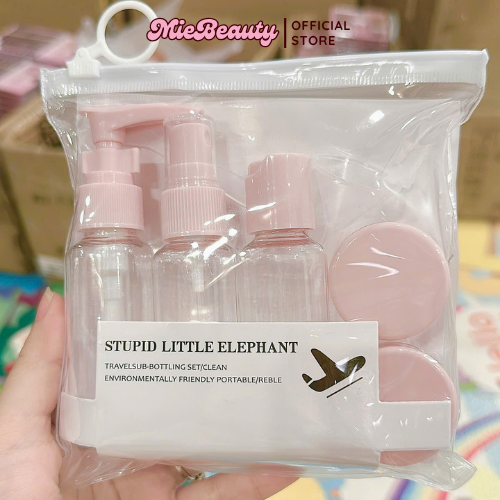 MieBeauty
OFFICIAL
STORE
STUPID LITTLE ELEPHANT
TRAVELSUB-BOTTLING SET/CLEAN
ENVIRONMENTALLY FRIENDLY PORTABLE/REBLE